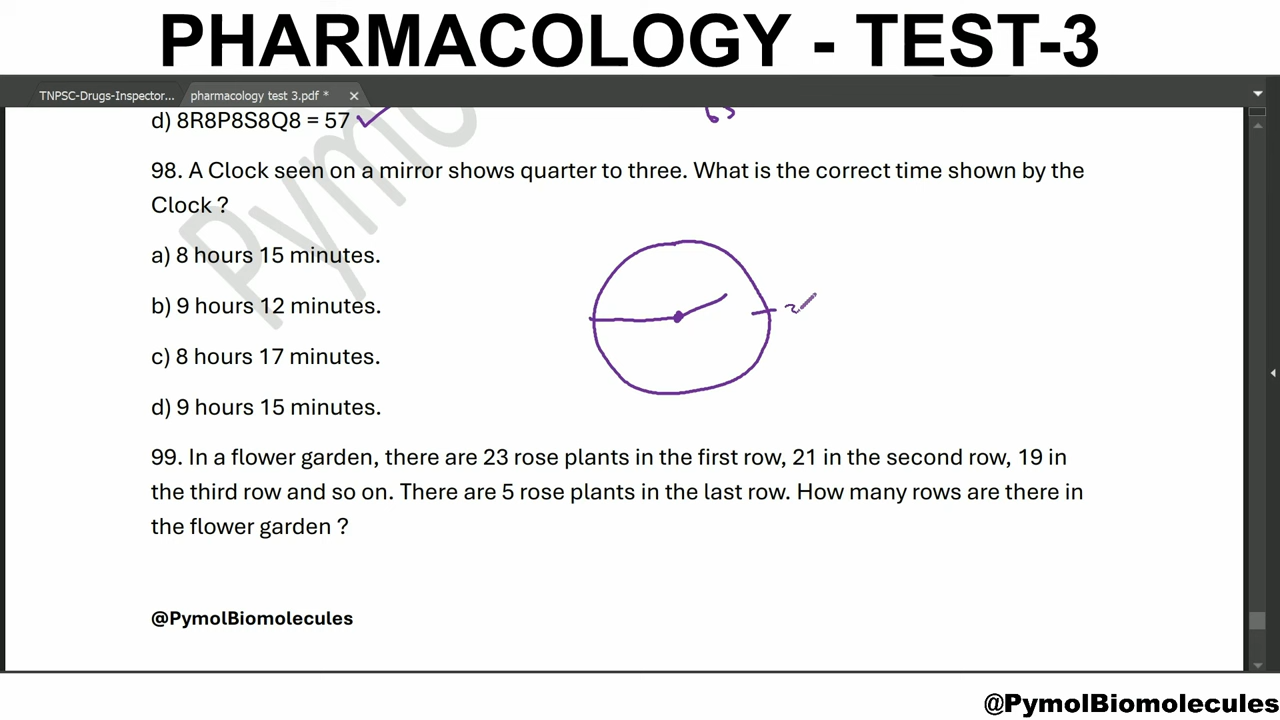 PHARMACOLOGY - TEST-3
TNPSC-Drugs-Inspector... pharmacology test 3.pdf *
d) 8R8P8S8Q8 = 57
98. A Clock seen on a mirror shows quarter to three. What is the correct time shown by the
Clock ?
a) 8 hours 15 minutes.
b) 9 hours 12 minutes.
c) 8 hours 17 minutes.
d) 9 hours 15 minutes.
99. In a flower garden, there are 23 rose plants in the first row, 21 in the second row, 19 in
the third row and so on. There are 5 rose plants in the last row. How many rows are there in
the flower garden ?
@PymolBiomolecules
@PymolBiomolecules